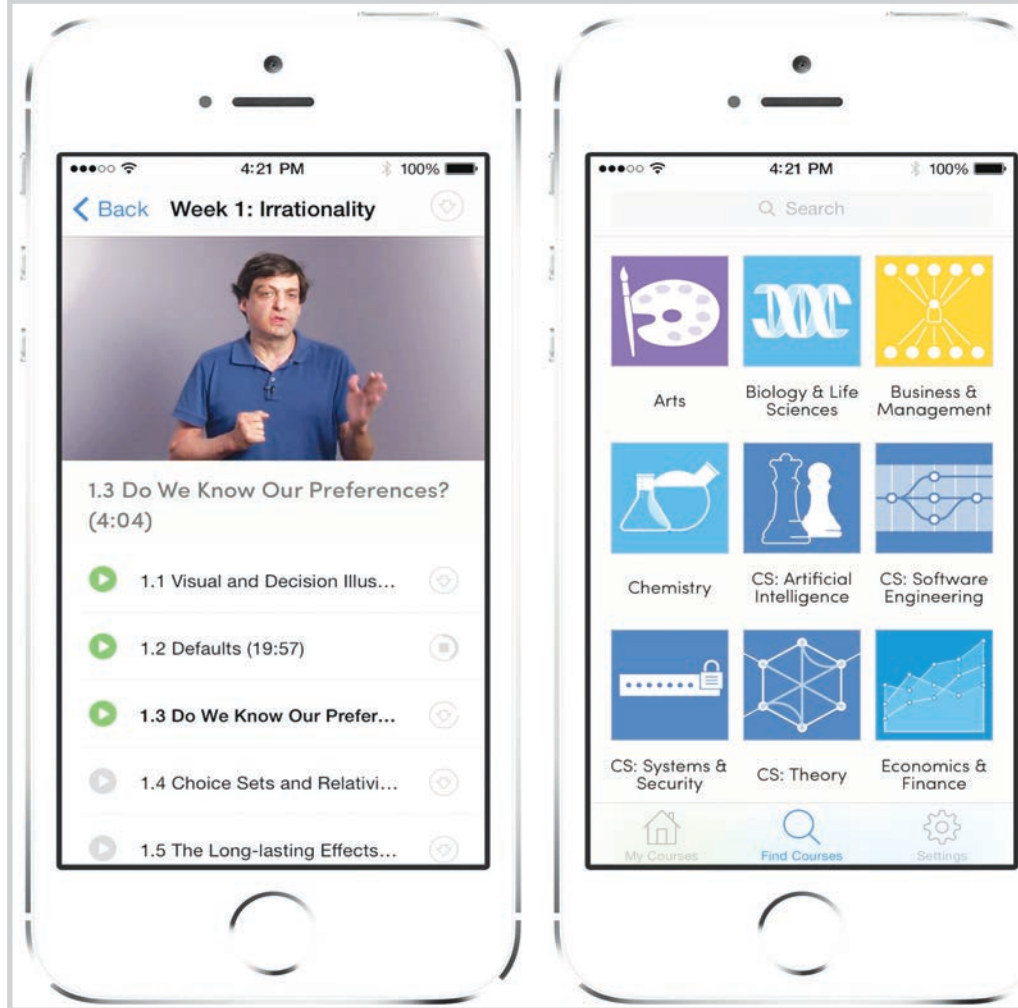 4:21 PM
100%
Back
Week 1: Irrationality
1.3 Do We Know Our Preferences?
(4:04)
1.1 Visual and Decision Illus...
1.2 Defaults (19:57)
1.3 Do We Know Our Prefer...
1.4 Choice Sets and Relativi...
1.5 The Long-lasting Effects...
4:21 PM
100%
Search
Arts
Biology & Life
Sciences
Business &
Management
Chemistry
CS: Artificial
Intelligence
CS: Software
Engineering
CS: Systems &
Security
CS: Theory
Economics &
Finance
My Courses
Find Courses
Settings